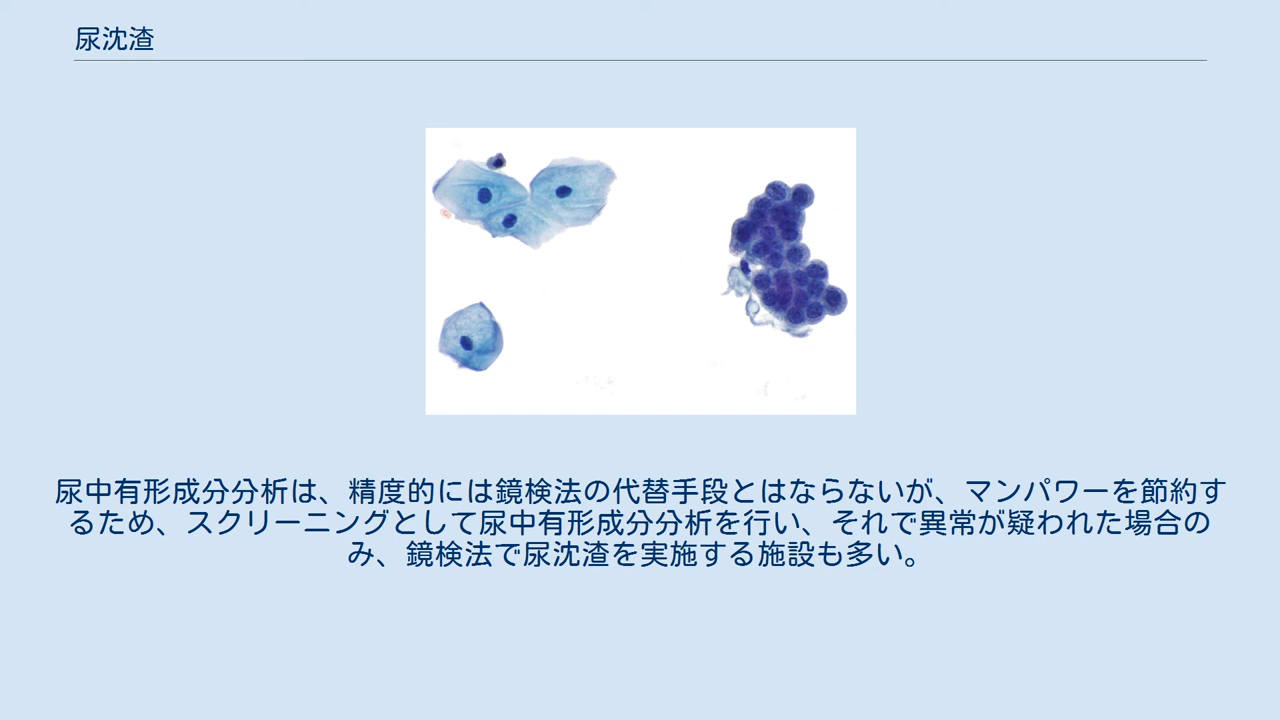 尿沈渣
尿中有形成分分析は、精度的には鏡検法の代替手段とはならないが、マンパワーを節約す
るため、スクリーニングとして尿中有形成分分析を行い、それで異常が疑われた場合の
み、鏡検法で尿沈渣を実施する施設も多い。